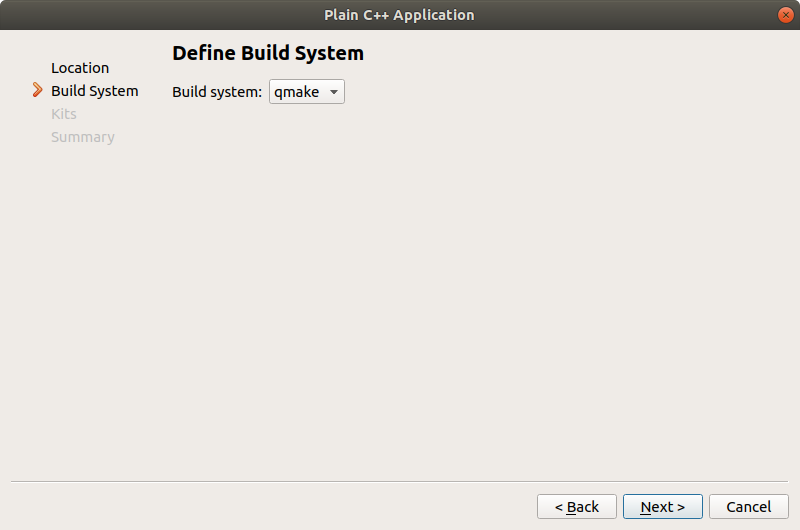 Plain C++ Application
Location
Build System
Kits
Summary
Define Build System
Build system: qmake
< Back
Next >
Cancel